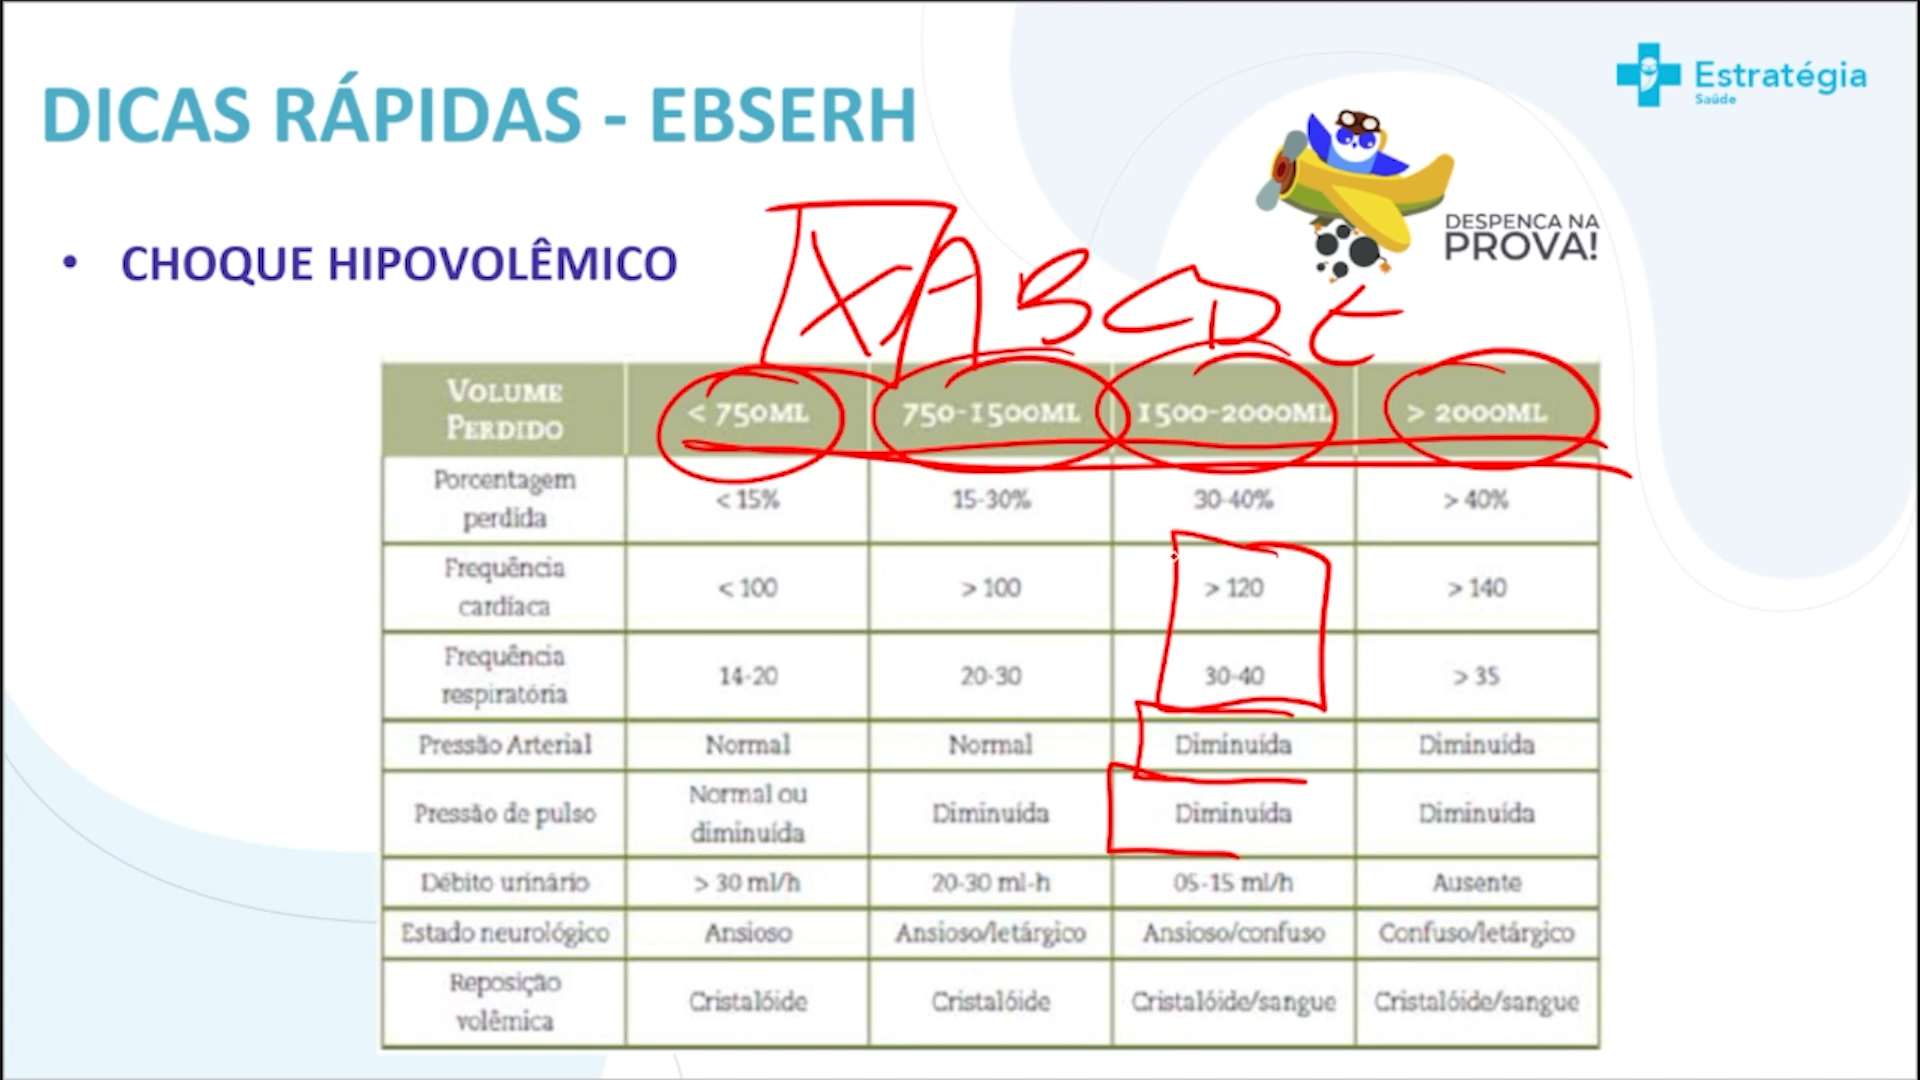 Estratégia
Saúde
DICAS RÁPIDAS - EBSERH
DESPENCA NA
PROVA!
• CHOQUE HIPOVOLÊMICO
XABCDE
VOLUME PERDIDO < 750ML 750-1500ML 1500-2000ML > 2000ML
Porcentagem perdida < 15% 15-30% 30-40% > 40%
Frequência cardíaca < 100 > 100 > 120 > 140
Frequência respiratória 14-20 20-30 30-40 > 35
Pressão Arterial Normal Normal Diminuída Diminuída
Pressão de pulso Normal ou diminuída Diminuída Diminuída Diminuída
Débito urinário > 30 ml/h 20-30 ml-h 05-15 ml/h Ausente
Estado neurológico Ansioso Ansioso/letárgico Ansioso/confuso Confuso/letárgico
Reposição volêmica Cristalóide Cristalóide Cristalóide/sangue Cristalóide/sangue